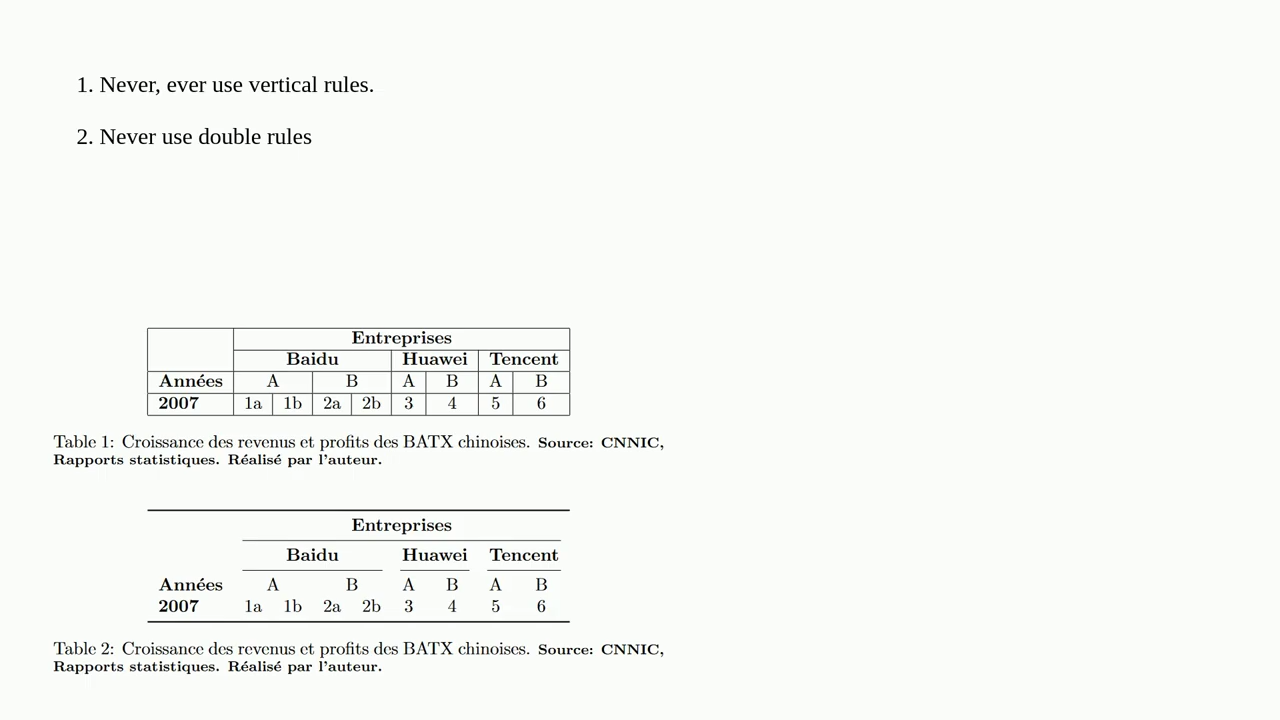 1. Never, ever use vertical rules.
2. Never use double rules
Entreprises
Baidu Huawei Tencent
Années A B A B A B
2007 1a 1b 2a 2b 3 4 5 6
Table 1: Croissance des revenus et profits des BATX chinoises. Source: CNNIC,
Rapports statistiques. Réalisé par l'auteur.
Entreprises
Baidu Huawei Tencent
Années A B A B A B
2007 1a 1b 2a 2b 3 4 5 6
Table 2: Croissance des revenus et profits des BATX chinoises. Source: CNNIC,
Rapports statistiques. Réalisé par l'auteur.